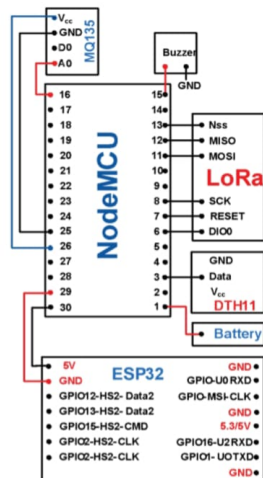 Vcc
GND
D0
A0
MQ135
Buzzer
GND
NodeMCU
16
17
18
19
20
21
22
23
24
25
26
27
28
29
30
15
14
13
12
11
10
9
8
7
6
5
4
3
2
1
Nss
MISO
MOSI
LoRa
SCK
RESET
DIO0
GND
Data
Vcc
DTH11
Battery
ESP32
5V
GND
GPIO12-HS2- Data2
GPIO13-HS2- Data2
GPIO15-HS2-CMD
GPIO2-HS2-CLK
GPIO2-HS2-CLK
GND
GPIO-U0RXD
GPIO-MSI-CLK
GND
5.3/5V
GPIO16-U2RXD
GPIO1- UOTXD
GND